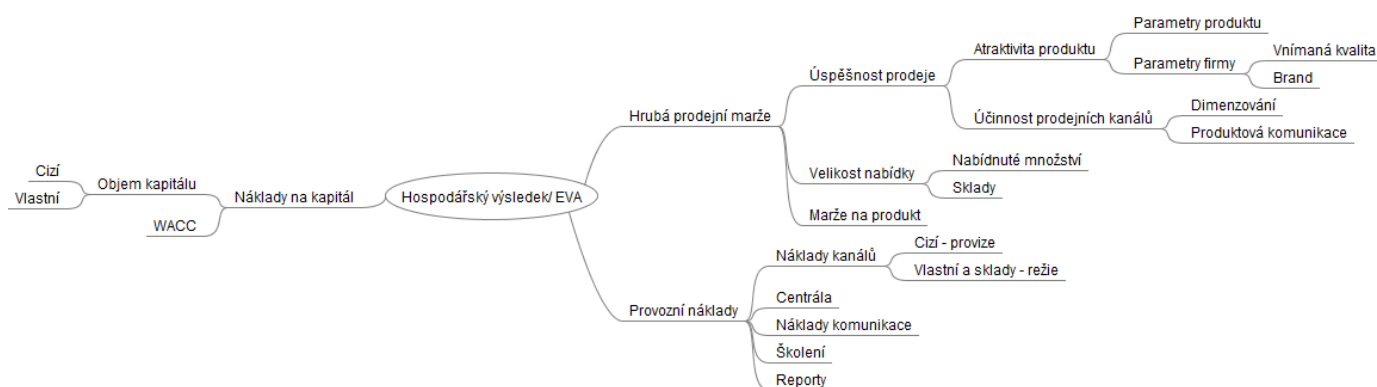 Parametry produktu
Atraktivita produktu
Vnímaná kvalita
Parametry firmy
Úspěšnost prodeje
Brand
Dimenzování
Hrubá prodejní marže
Účinnost prodejních kanálů
Produktová komunikace
Nabídnuté množství
Cizí
Velikost nabídky
Objem kapitálu
Sklady
Vlastní
Náklady na kapitál
Hospodářský výsledek/ EVA
Marže na produkt
WACC
Cizí - provize
Náklady kanálů
Vlastní a sklady - režie
Centrála
Provozní náklady
Náklady komunikace
Školení
Reporty